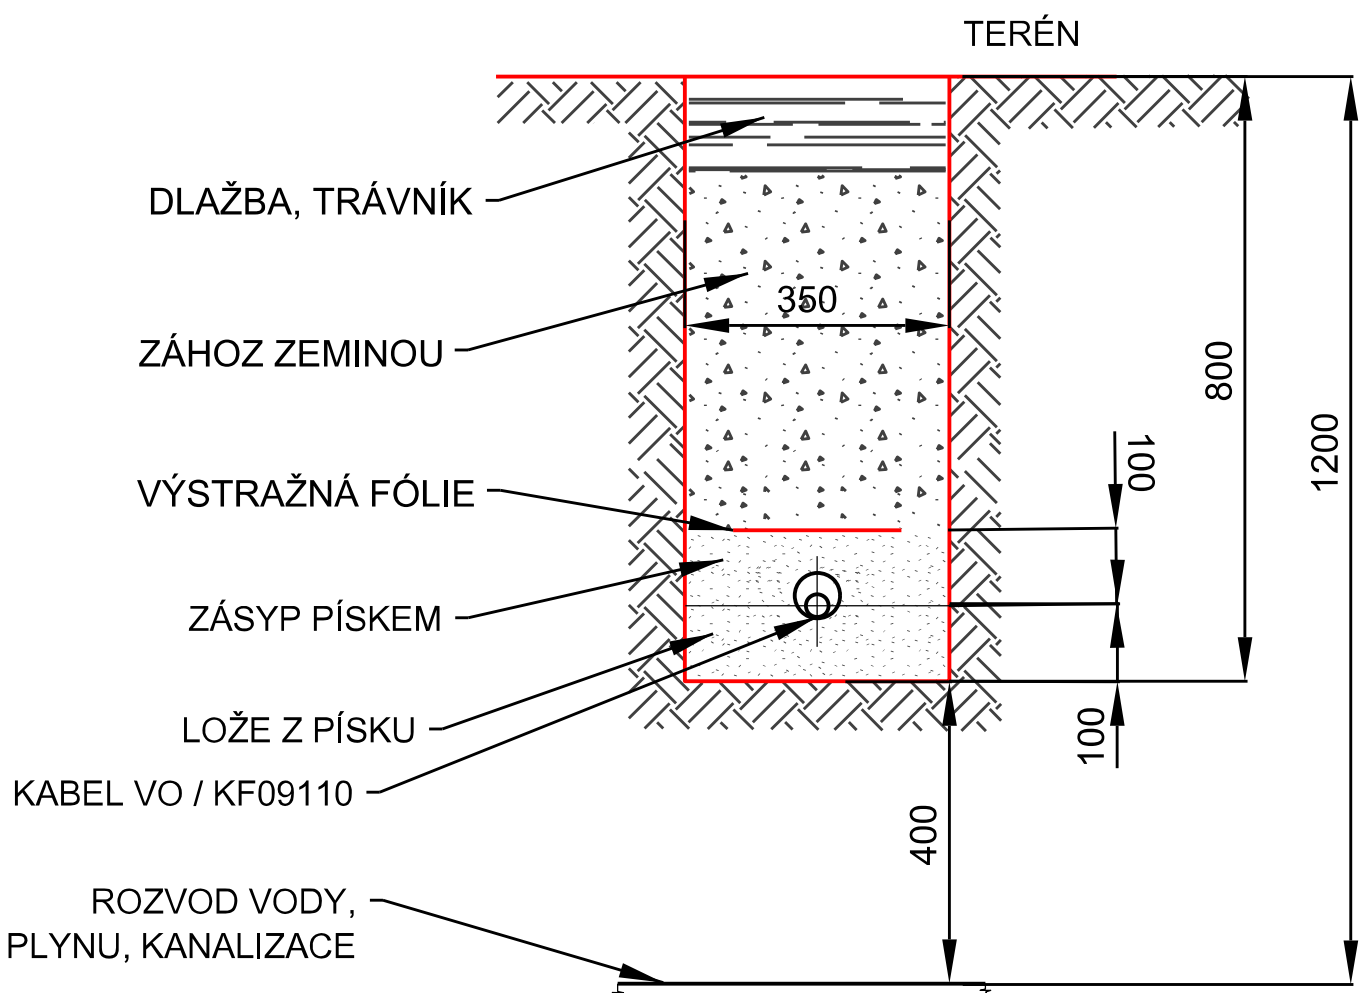 TERÉN
DLAŽBA, TRÁVNÍK
350
ZÁHOZ ZEMINOU
800
1200
100
VÝSTRAŽNÁ FÓLIE
ZÁSYP PÍSKEM
LOŽE Z PÍSKU
100
KABEL VO / KF09110
400
ROZVOD VODY,
PLYNU, KANALIZACE